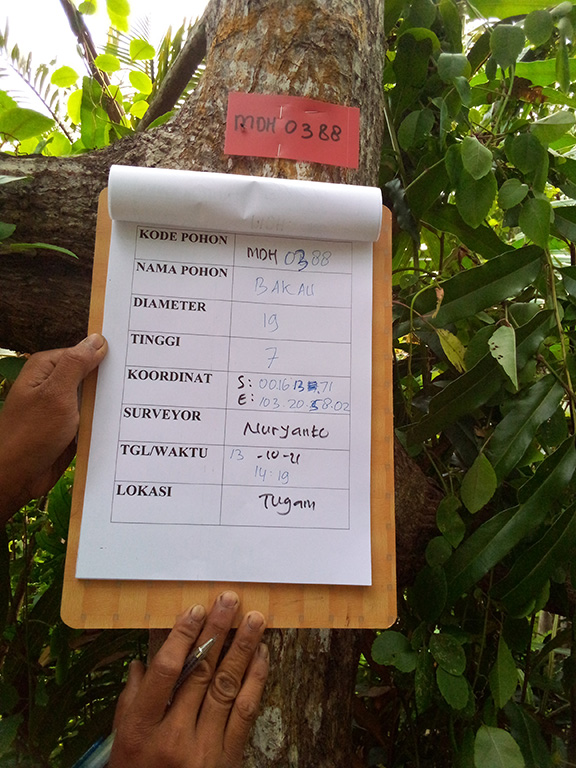 MDH 0388
KODE POHON MDH 0388
NAMA POHON BAKAU
DIAMETER 19
TINGGI 7
KOORDINAT S: 00.16.13.71
E: 103.20.58.02
SURVEYOR Nuryanto
TGL/WAKTU 13 -10-21
14:19
LOKASI Tugam